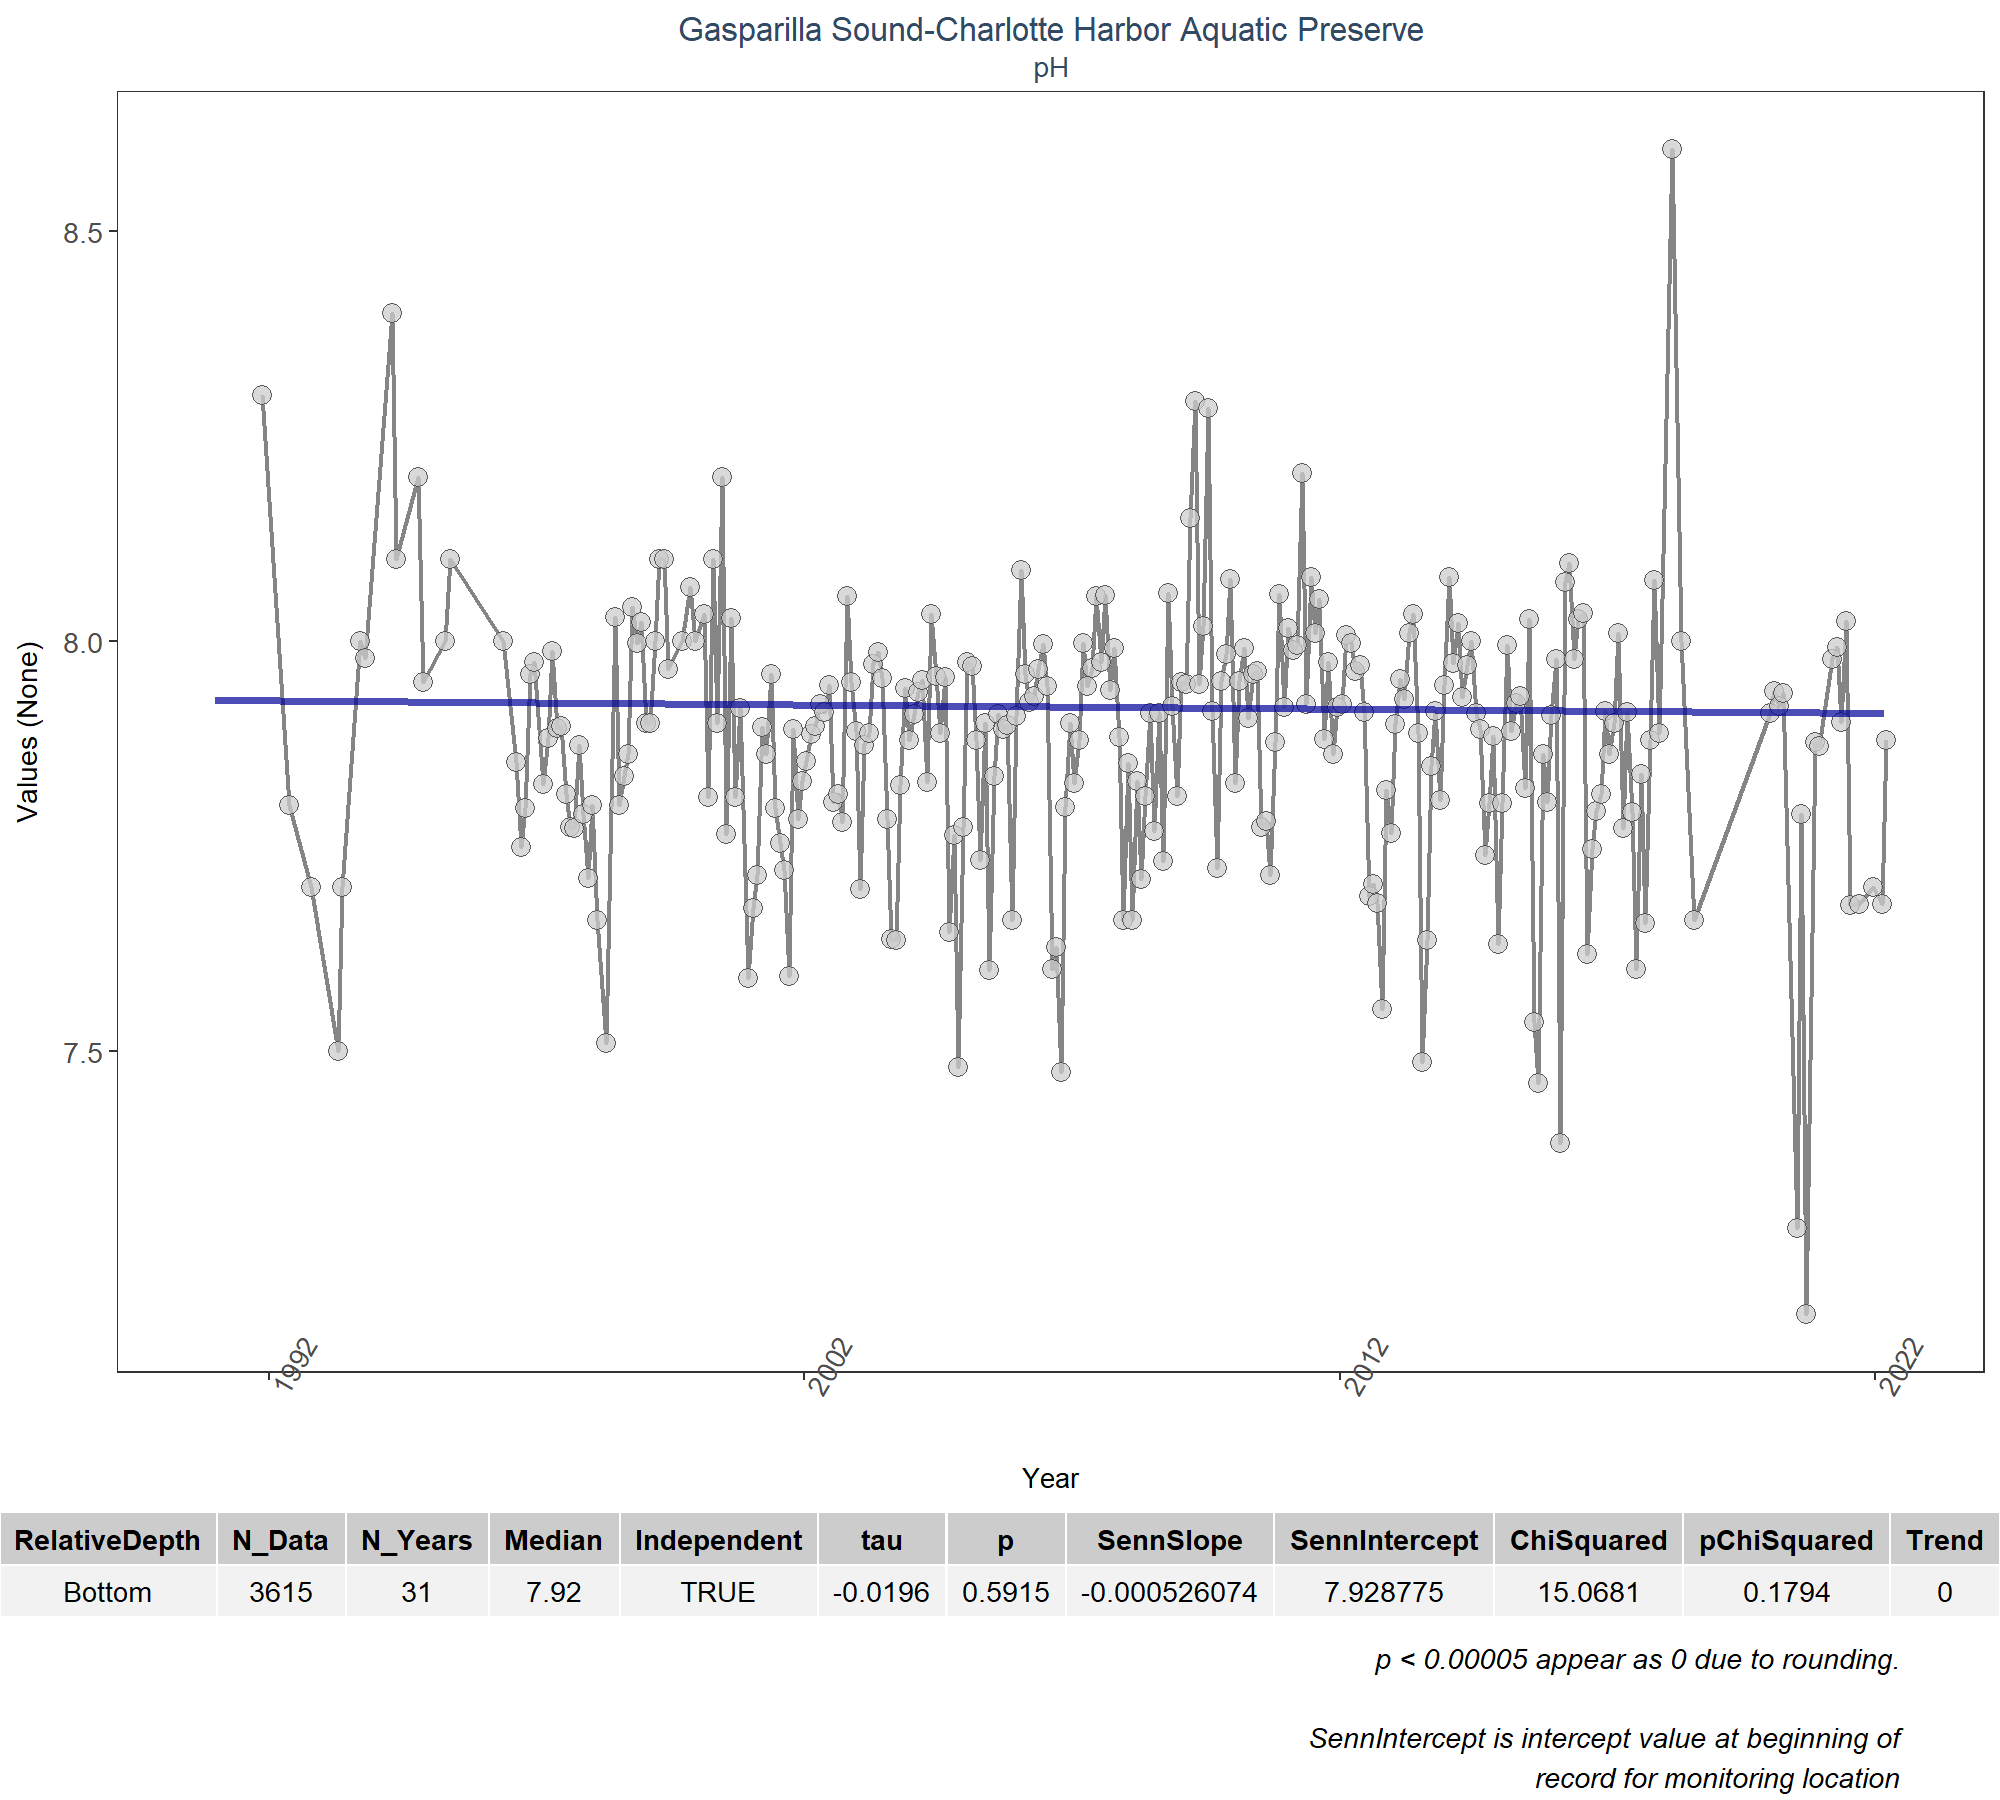 Gasparilla Sound-Charlotte Harbor Aquatic Preserve
pH
Values (None)
8.5
8.0
7.5
1992
2002
2012
2022
Year
RelativeDepth N_Data N_Years Median Independent tau p SennSlope SennIntercept ChiSquared pChiSquared Trend
Bottom 3615 31 7.92 TRUE -0.0196 0.5915 -0.000526074 7.928775 15.0681 0.1794 0
p < 0.00005 appear as 0 due to rounding.
SennIntercept is intercept value at beginning of
record for monitoring location